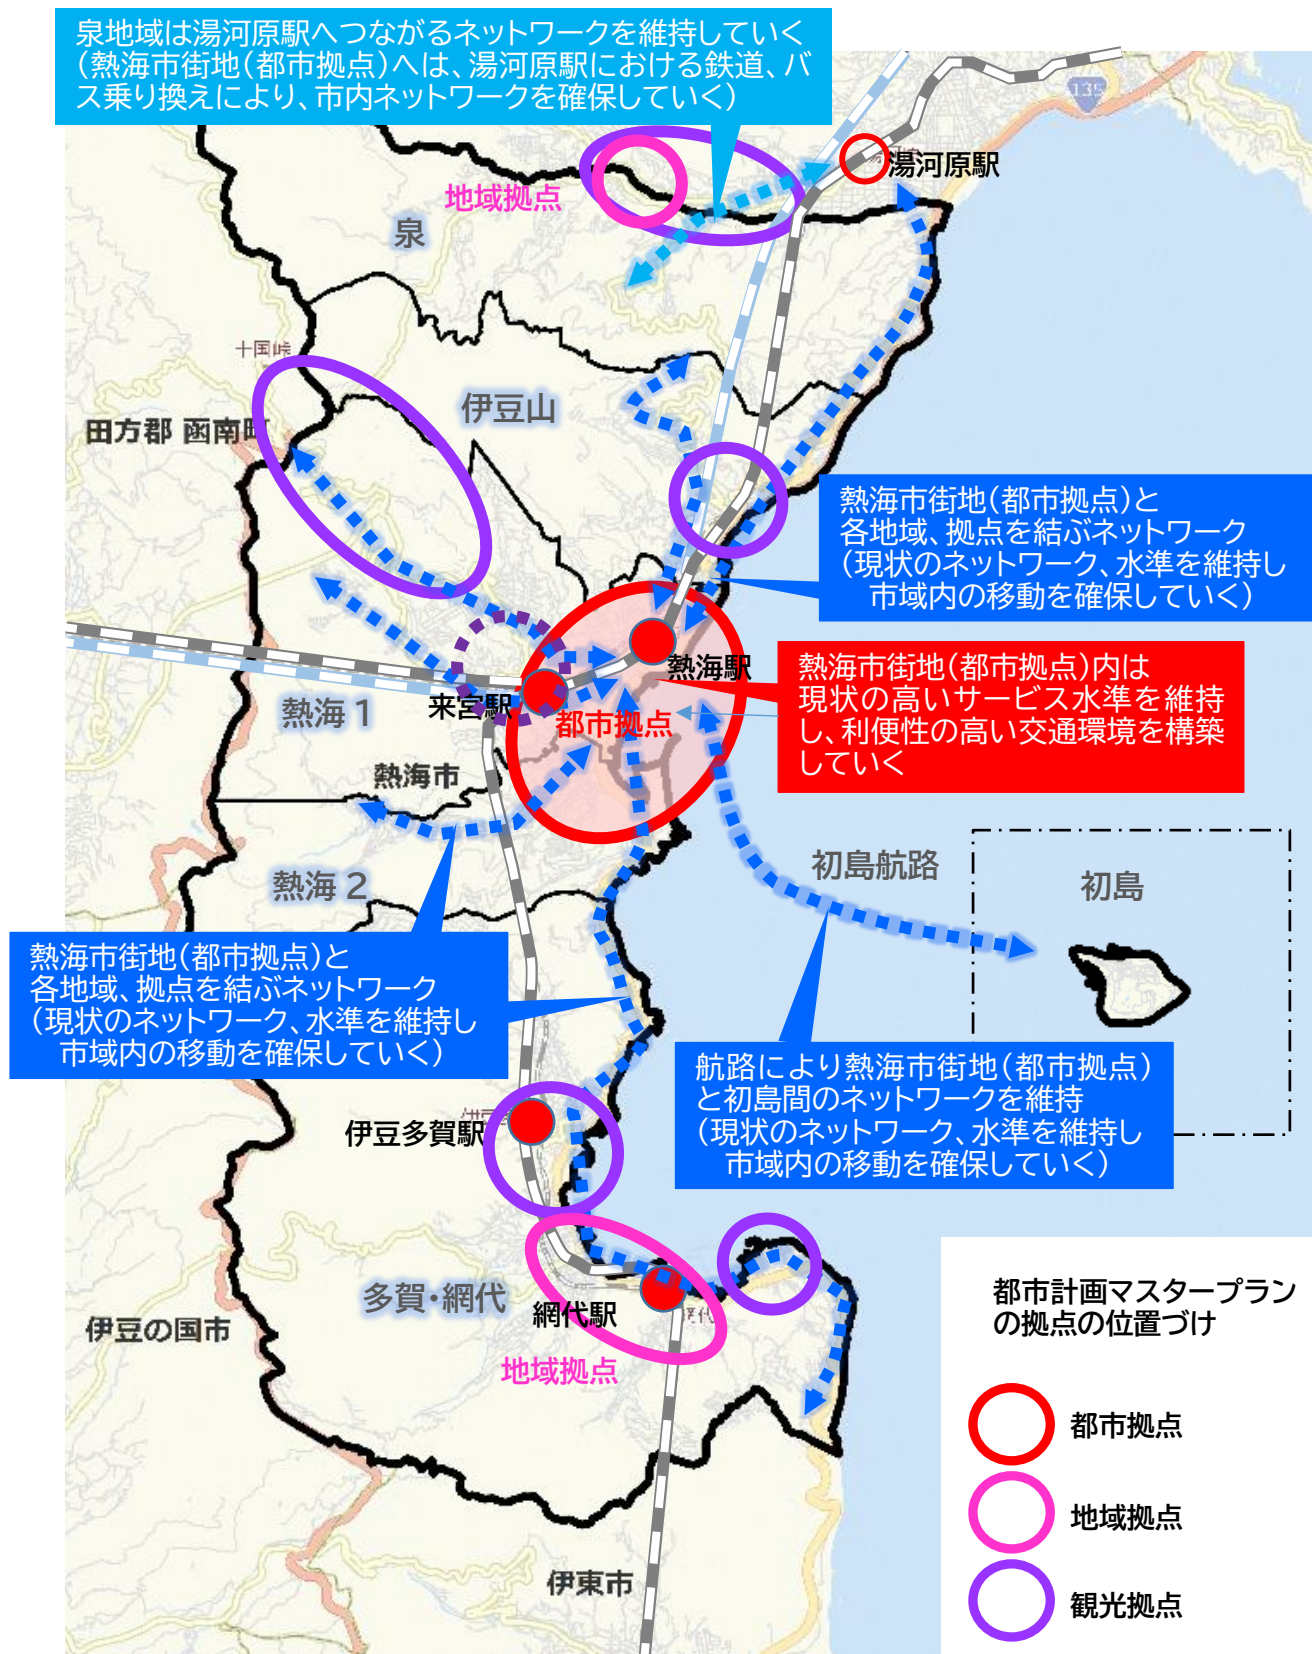 泉地域は湯河原駅へつながるネットワークを維持していく
(熱海市街地(都市拠点)へは、湯河原駅における鉄道、バ
ス乗り換えにより、市内ネットワークを確保していく)
135
湯河原駅
地域拠点
泉
十国峠
伊豆山
田方郡 函南町
熱海市街地(都市拠点)と
各地域、拠点を結ぶネットワーク
(現状のネットワーク、水準を維持し
市域内の移動を確保していく)
熱海駅
熱海市街地(都市拠点)内は
現状の高いサービス水準を維持
し、利便性の高い交通環境を構築
していく
熱海1
来宮駅
都市拠点
熱海市
初島航路
初島
熱海2
熱海市街地(都市拠点)と
各地域、拠点を結ぶネットワーク
(現状のネットワーク、水準を維持し
市域内の移動を確保していく)
航路により熱海市街地(都市拠点)
と初島間のネットワークを維持
(現状のネットワーク、水準を維持し
市域内の移動を確保していく)
伊豆多賀駅
多賀・網代
網代駅
伊豆の国市
地域拠点
都市計画マスタープラン
の拠点の位置づけ
都市拠点
地域拠点
観光拠点
伊東市